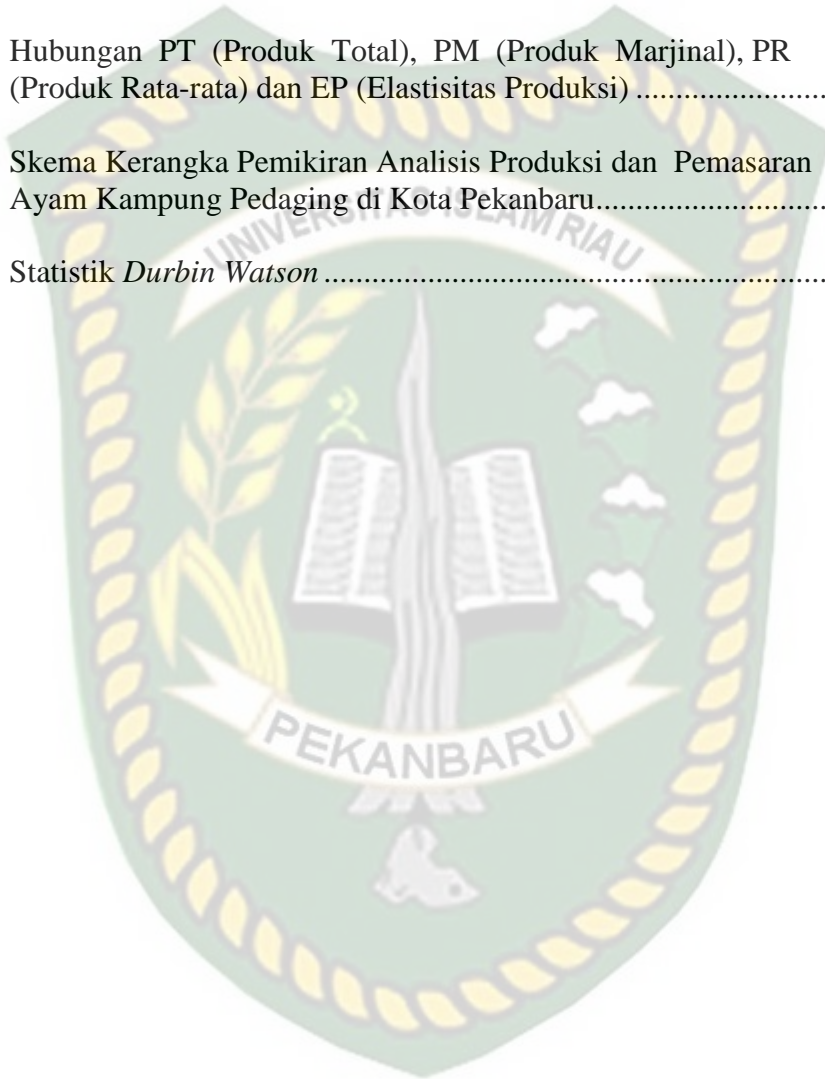 Hubungan PT (Produk Total), PM (Produk Marjinal), PR
(Produk Rata-rata) dan EP (Elastisitas Produksi) ........................
Skema Kerangka Pemikiran Analisis Produksi dan Pemasaran
Ayam Kampung Pedaging di Kota Pekanbaru.............................
Statistik Durbin Watson ...............................................................
UNIVERSITAS ISLAM RIAU
PEKANBARU